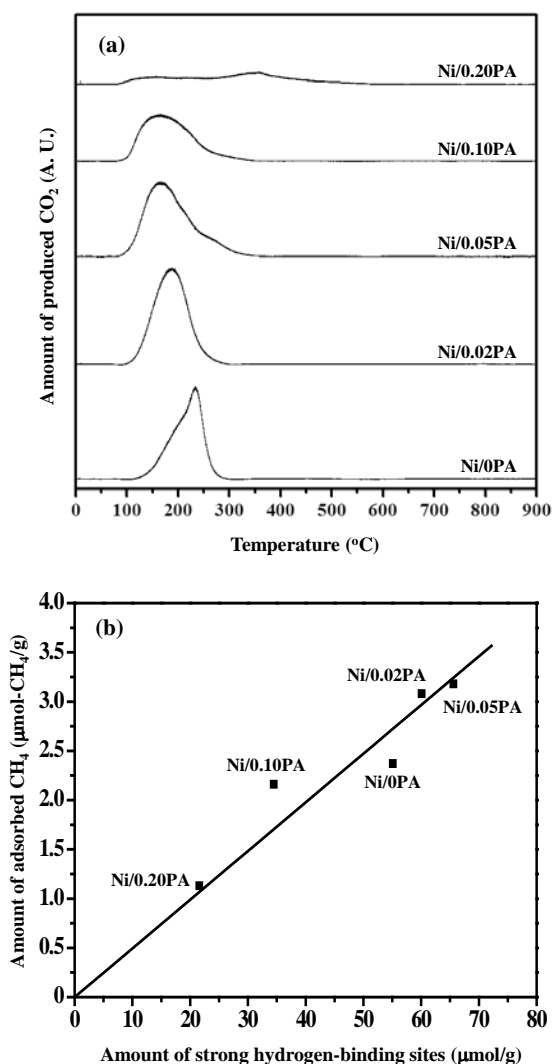 (a)
Ni/0.20PA
Ni/0.10PA
Ni/0.05PA
Ni/0.02PA
Ni/0PA
Amount of produced CO₂ (A. U.)
0 100 200 300 400 500 600 700 800 900
Temperature (°C)
(b)
4.0
3.5
3.0
2.5
2.0
1.5
1.0
0.5
0
Ni/0.02PA
Ni/0.05PA
Ni/0.10PA
Ni/0PA
Ni/0.20PA
Amount of adsorbed CH₄ (μmol-CH₄/g)
0 10 20 30 40 50 60 70 80
Amount of strong hydrogen-binding sites (μmol/g)